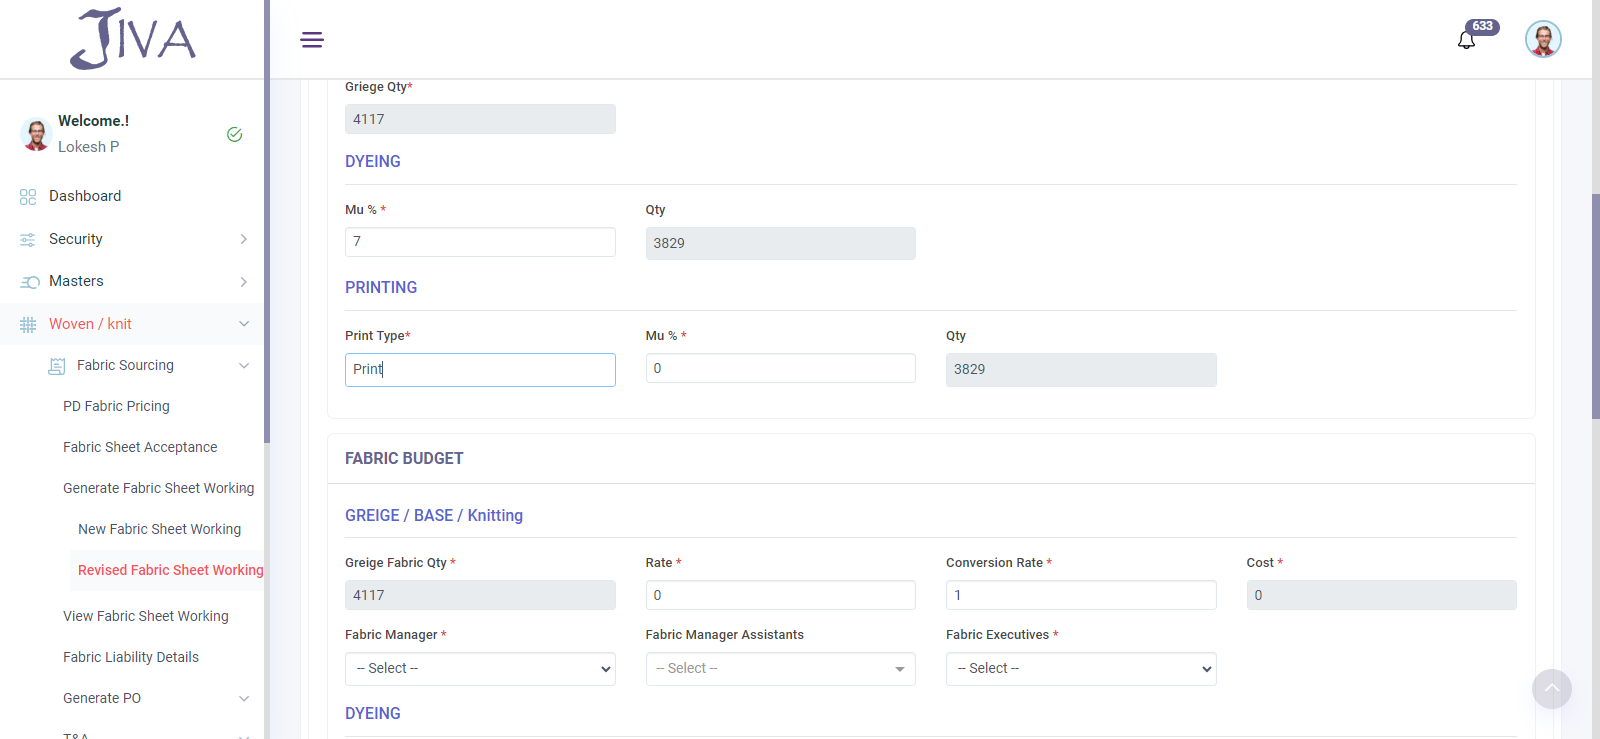 JIVA
633
Welcome.!
Lokesh P
Dashboard
Security
Masters
Woven / knit
Fabric Sourcing
PD Fabric Pricing
Fabric Sheet Acceptance
Generate Fabric Sheet Working
New Fabric Sheet Working
Revised Fabric Sheet Working
View Fabric Sheet Working
Fabric Liability Details
Generate PO
T&A
Griege Qty*
4117
DYEING
Mu % * Qty
7 3829
PRINTING
Print Type* Mu % * Qty
Print 0 3829
FABRIC BUDGET
GREIGE / BASE / Knitting
Greige Fabric Qty * Rate * Conversion Rate * Cost *
4117 0 1 0
Fabric Manager * Fabric Manager Assistants Fabric Executives *
-- Select -- -- Select -- -- Select --
DYEING